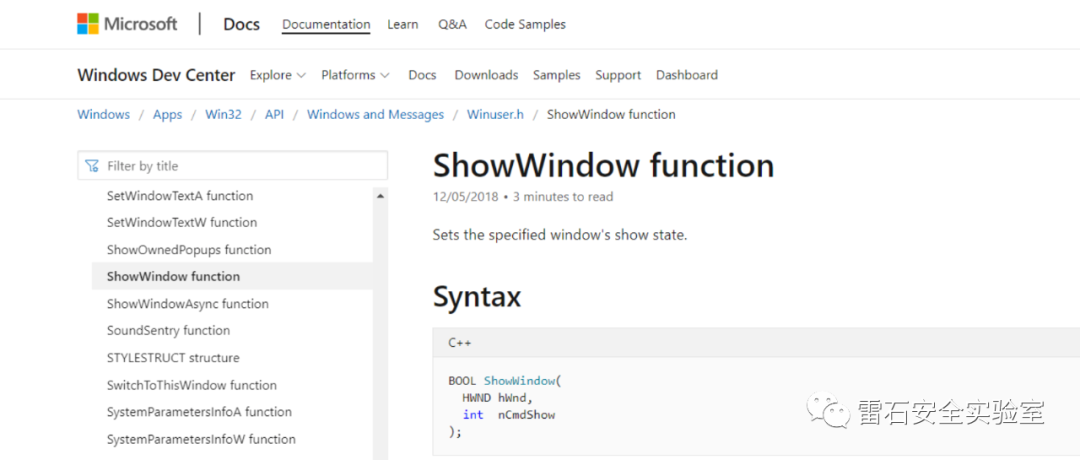 Microsoft Docs Documentation Learn Q&A Code Samples
Windows Dev Center Explore Platforms Docs Downloads Samples Support Dashboard
Windows / Apps / Win32 / API / Windows and Messages / Winuser.h / ShowWindow function
Filter by title
SetWindowTextA function
SetWindowTextW function
ShowOwnedPopups function
ShowWindow function
ShowWindowAsync function
SoundSentry function
STYLESTRUCT structure
SwitchToThisWindow function
SystemParametersInfoA function
SystemParametersInfoW function
ShowWindow function
12/05/2018 • 3 minutes to read
Sets the specified window's show state.
Syntax
C++
BOOL ShowWindow(
HWND hWnd,
int nCmdShow
);
雷石安全实验室